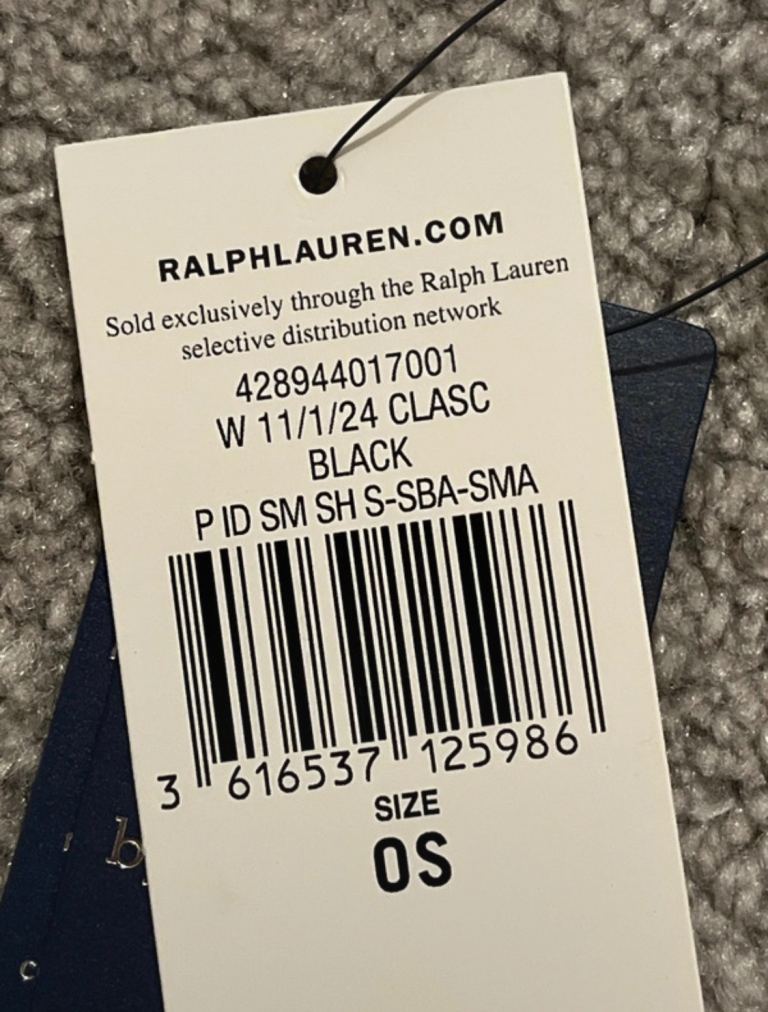 RALPHLAUREN.COM
Sold exclusively through the Ralph Lauren
selective distribution network
428944017001
W 11/1/24 CLASC
BLACK
P ID SM SH S-SBA-SMA
3 616537 125986
SIZE
OS
b
c